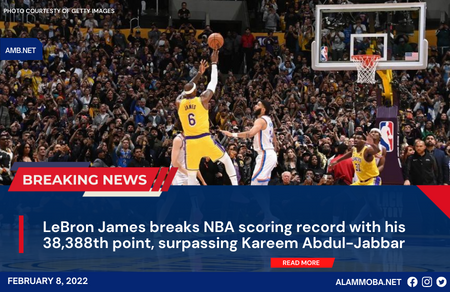 PHOTO COURTESTY OF GETTY IMAGES
AMB.NET
JAMES
6
BREAKING NEWS
LeBron James breaks NBA scoring record with his
38,388th point, surpassing Kareem Abdul-Jabbar
READ MORE
FEBRUARY 8, 2022
ALAMMOBA.NET